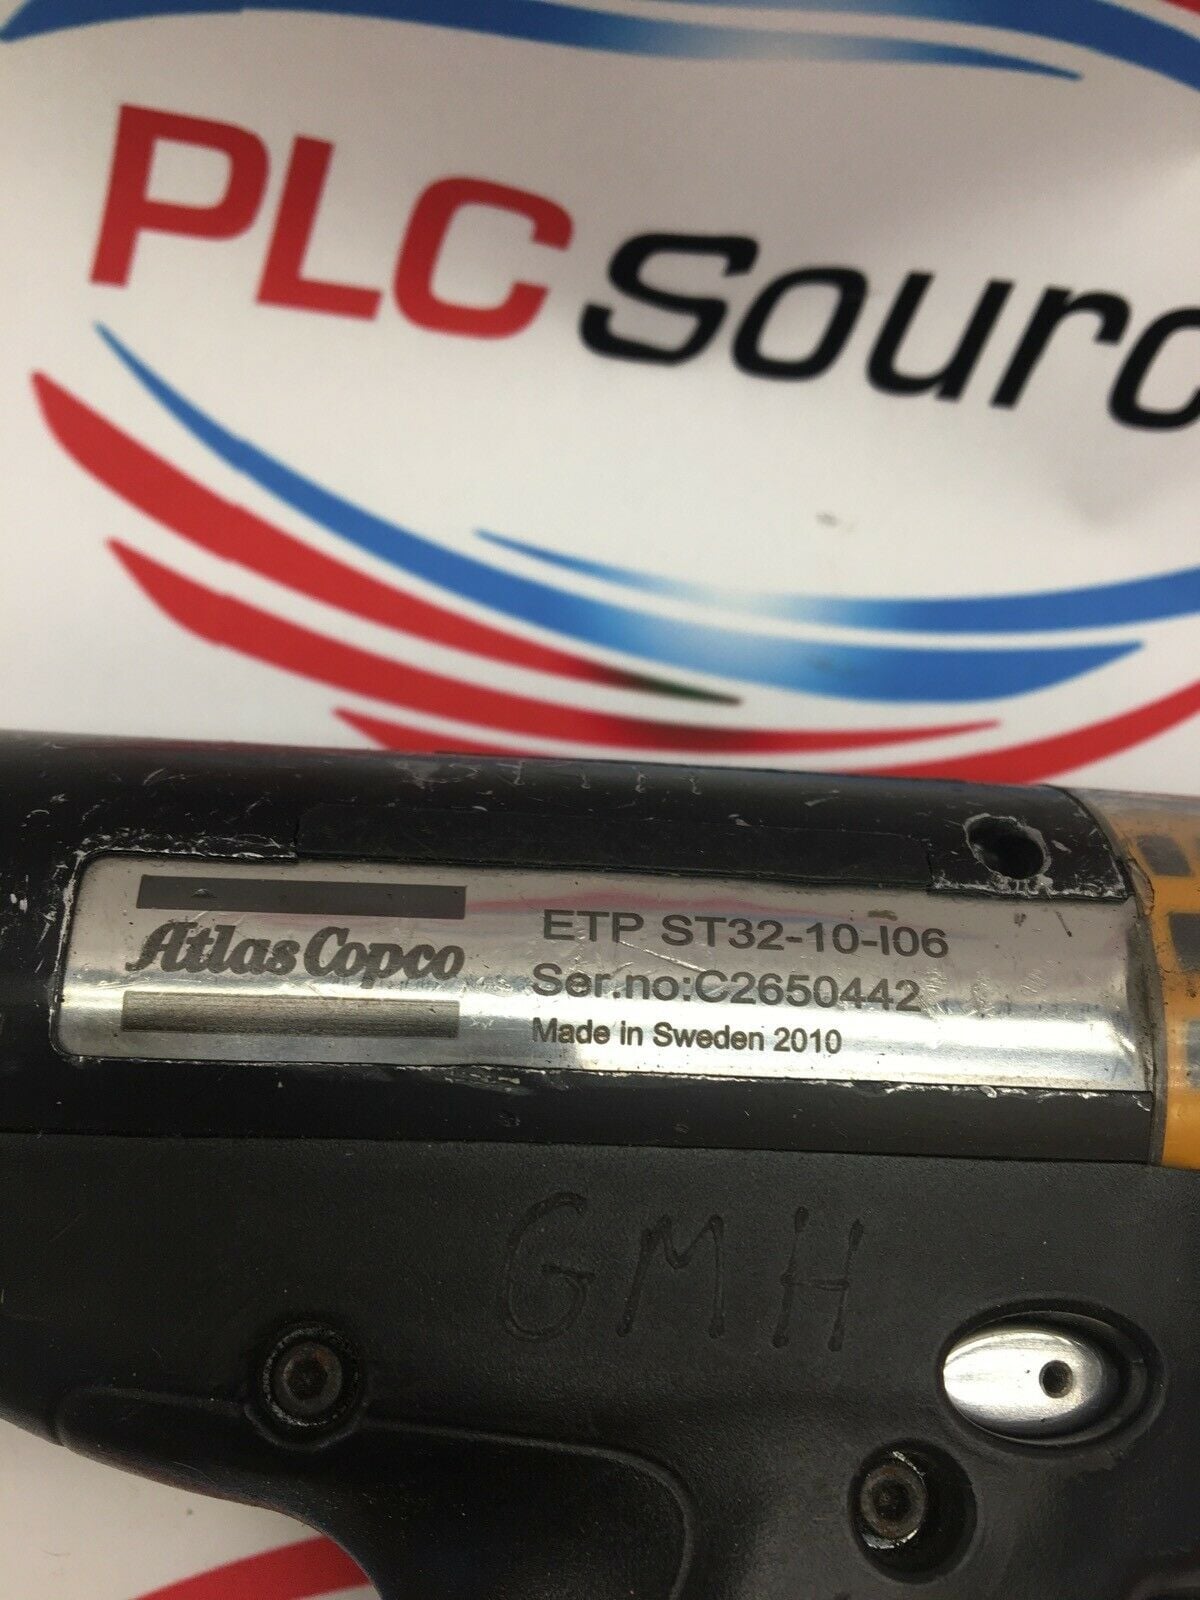 PLC Sourc
Atlas Copco
ETP ST32-10-I06
Ser.no:C2650442
Made in Sweden 2010
GMH